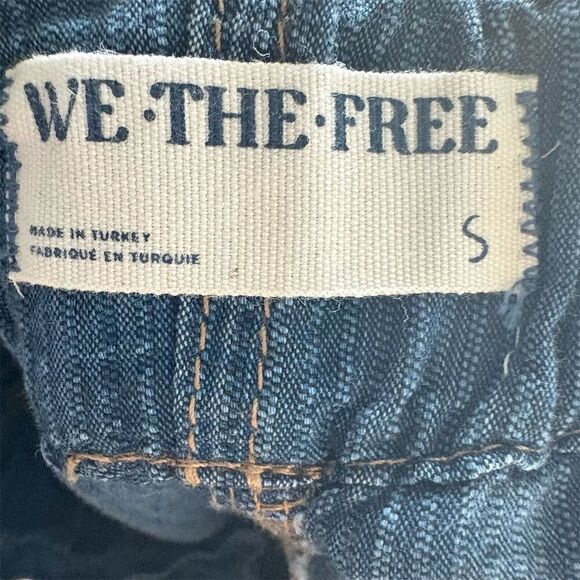 WE·THE·FREE
MADE IN TURKEY
FABRIQUÉ EN TURQUIE
S